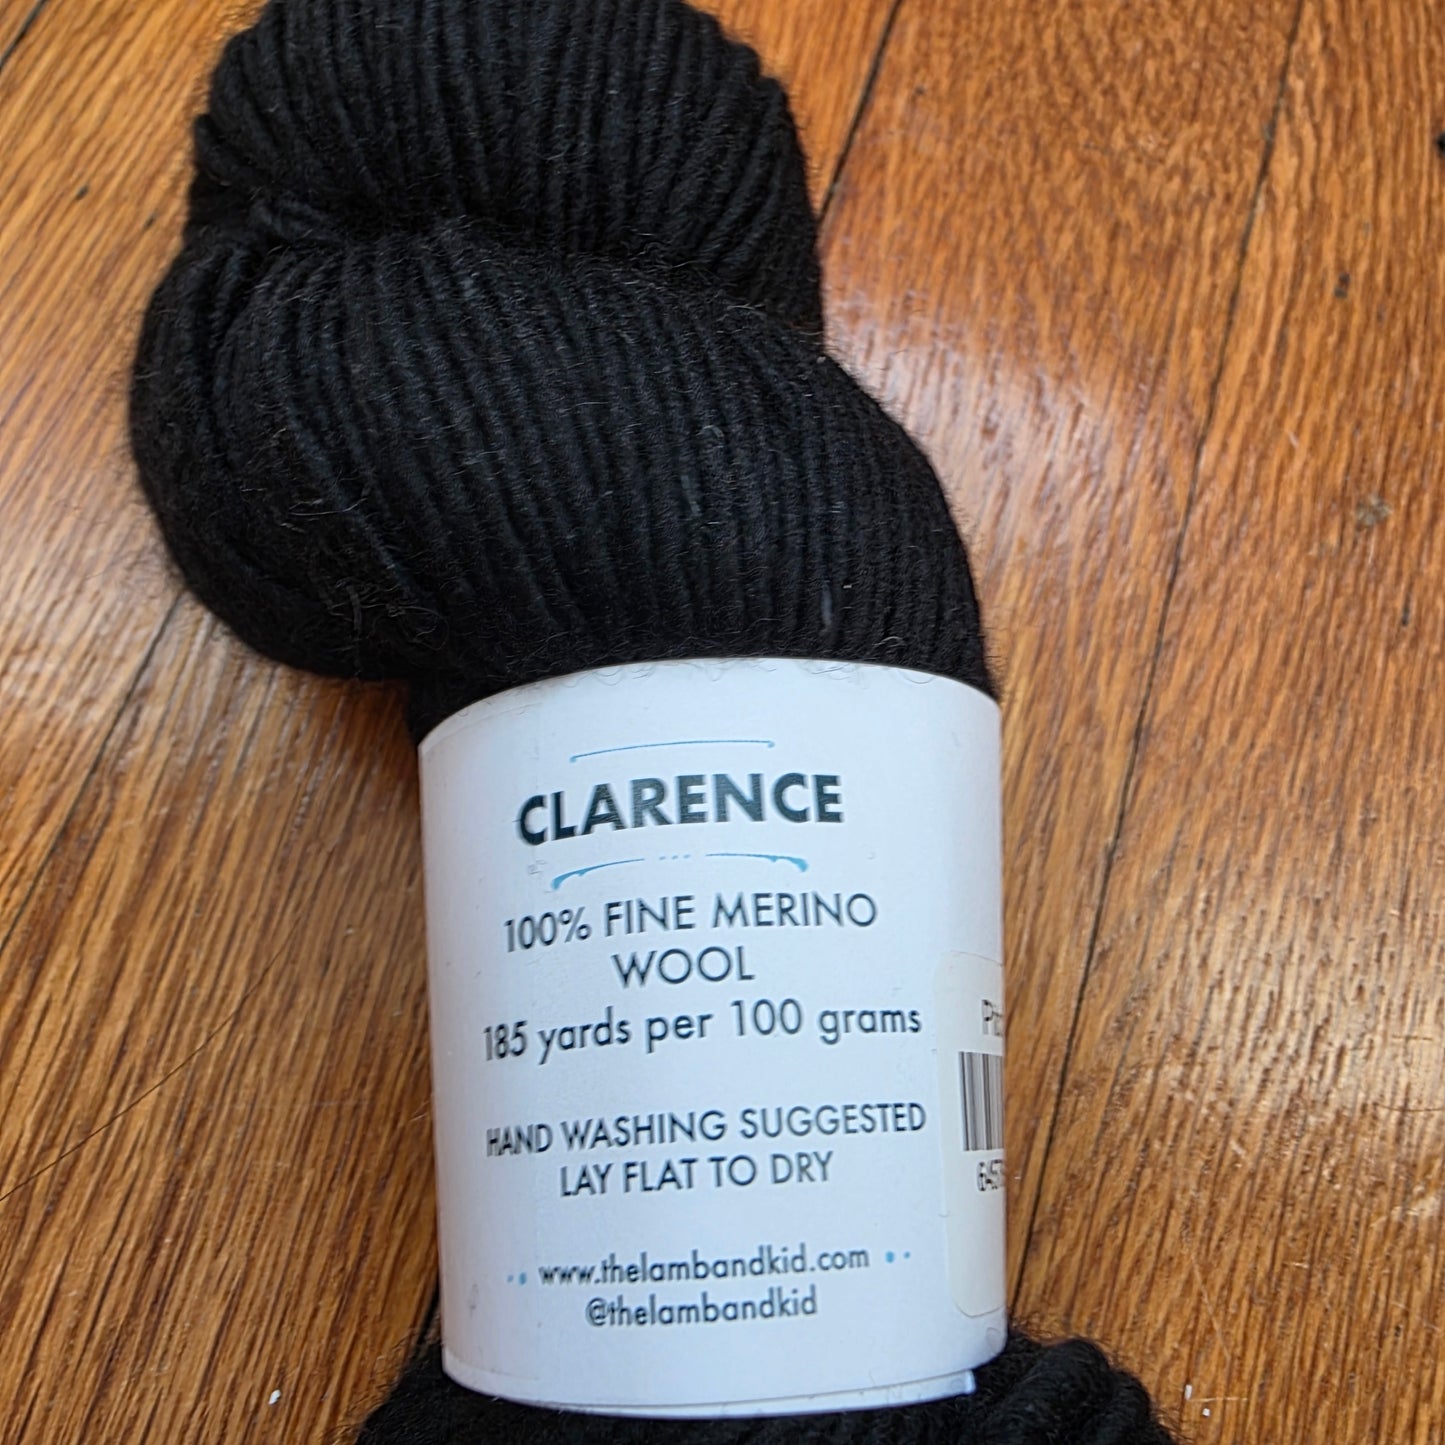 CLARENCE
100% FINE MERINO
WOOL
185 yards per 100 grams
HAND WASHING SUGGESTED
LAY FLAT TO DRY
www.thelambandkid.com
@thelambandkid